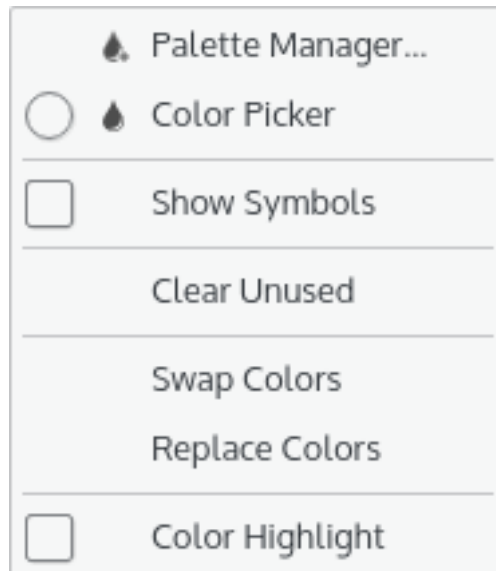 Palette Manager...
Color Picker
Show Symbols
Clear Unused
Swap Colors
Replace Colors
Color Highlight